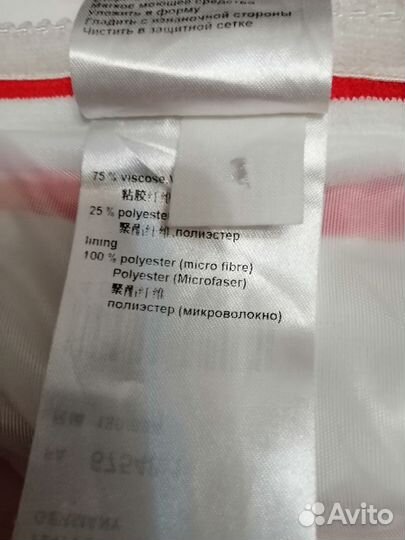 Мягкое моющее средство
Уложить в форму
Гладить с изнаночной стороны
Чистить в защитной сетке
75 % viscose,
粘胶纤维
25 % polyester
聚酯纤维,полиэстер
lining
100 % polyester (micro fibre)
Polyester (Microfaser)
聚酯纤维
полиэстер (микроволокно)
GERMANY
Avito